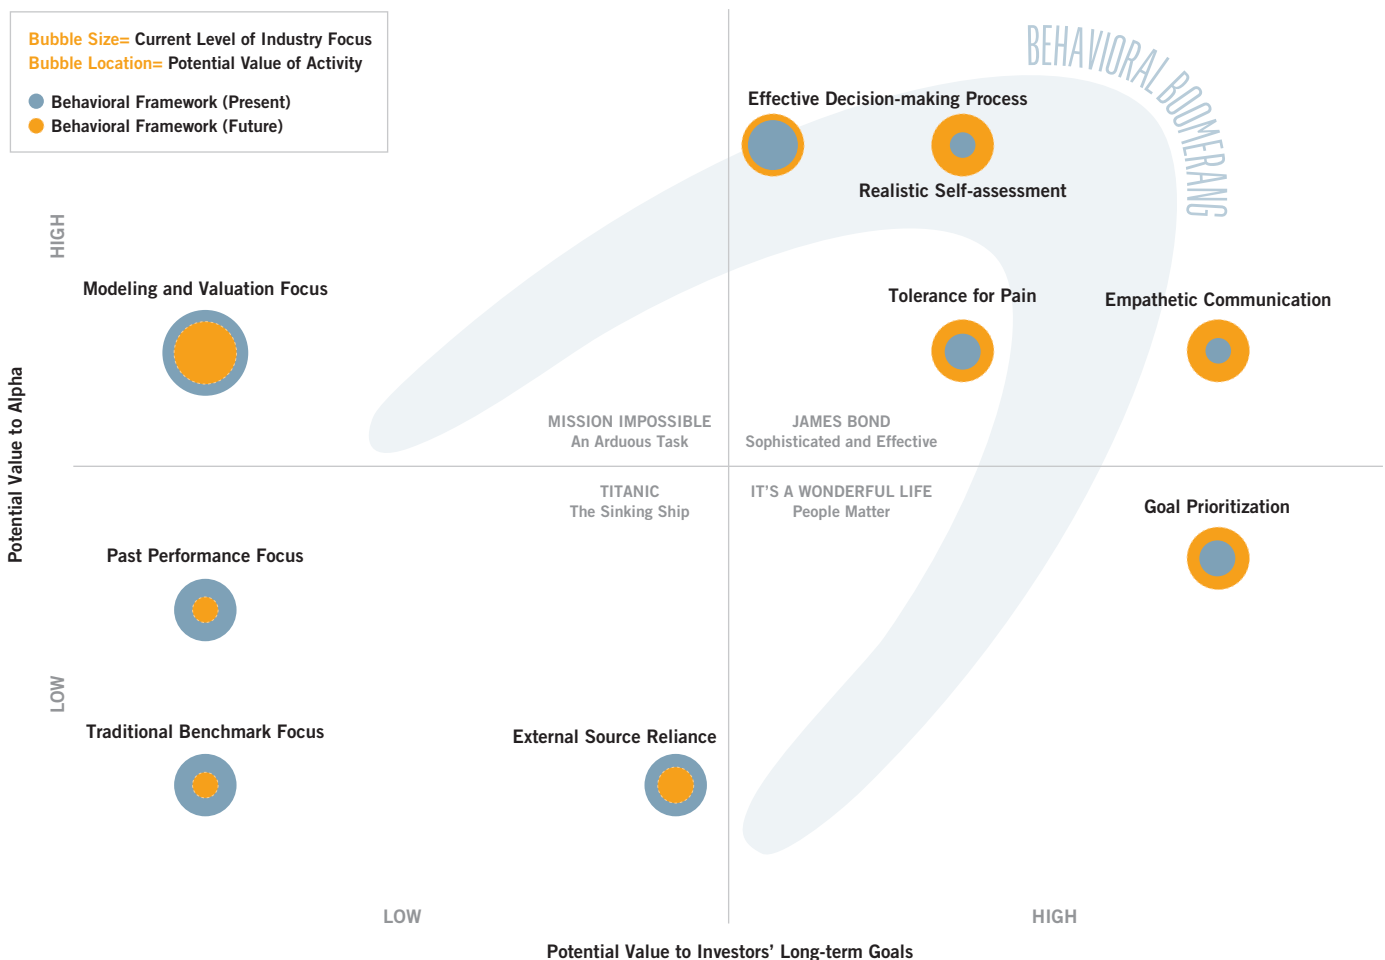 Bubble Size= Current Level of Industry Focus
Bubble Location= Potential Value of Activity
Behavioral Framework (Present)
Behavioral Framework (Future)
BEHAVIORAL BOOMERANG
Effective Decision-making Process
Realistic Self-assessment
HIGH
Modeling and Valuation Focus
Tolerance for Pain
Empathetic Communication
Potential Value to Alpha
MISSION IMPOSSIBLE
An Arduous Task
JAMES BOND
Sophisticated and Effective
TITANIC
The Sinking Ship
IT'S A WONDERFUL LIFE
People Matter
Goal Prioritization
Past Performance Focus
LOW
Traditional Benchmark Focus
External Source Reliance
LOW
HIGH
Potential Value to Investors' Long-term Goals